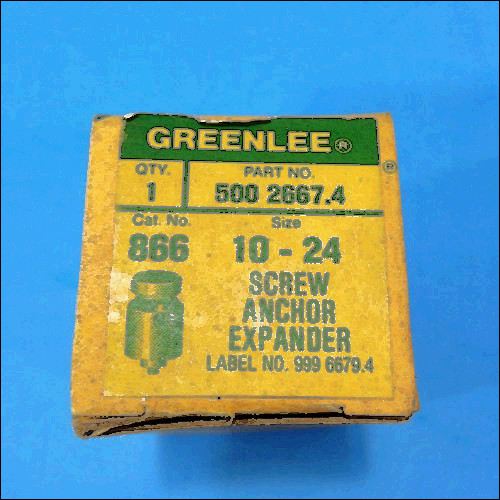 GREENLEE®
QTY. PART NO.
1 500 2667.4
®
Cat. No. Size
866 10 - 24
SCREW
ANCHOR
EXPANDER
LABEL NO. 999 6679.4